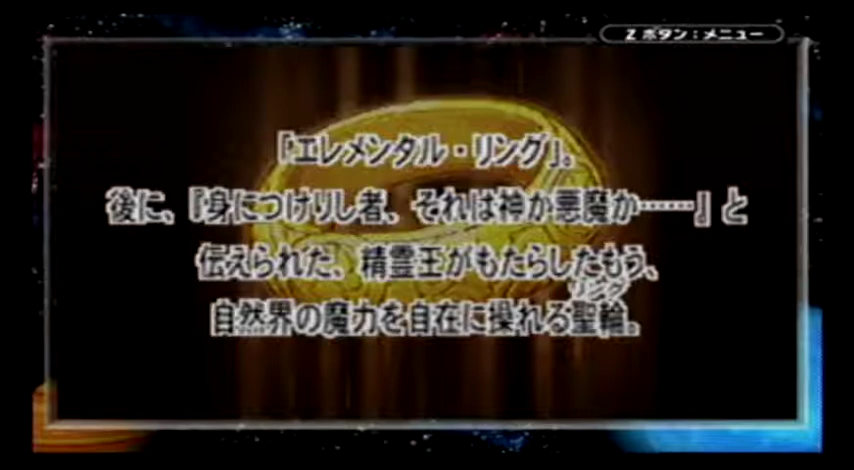 Z ボタン：メニュー
『エレメンタル・リング』。
後に、『身につけりし者、それは神か悪魔か……』と
伝えられた、精霊王がもたらしたもう、
リング
自然界の魔力を自在に操れる聖輪。